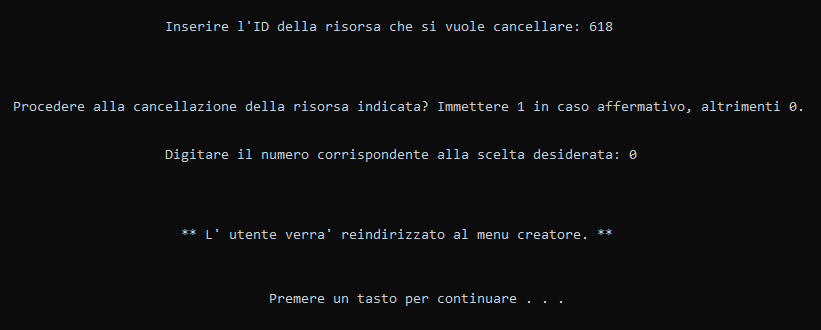 Inserire l'ID della risorsa che si vuole cancellare: 618
Procedere alla cancellazione della risorsa indicata? Immettere 1 in caso affermativo, altrimenti 0.
Digitare il numero corrispondente alla scelta desiderata: 0
** L' utente verra' reindirizzato al menu creatore. **
Premere un tasto per continuare . . .